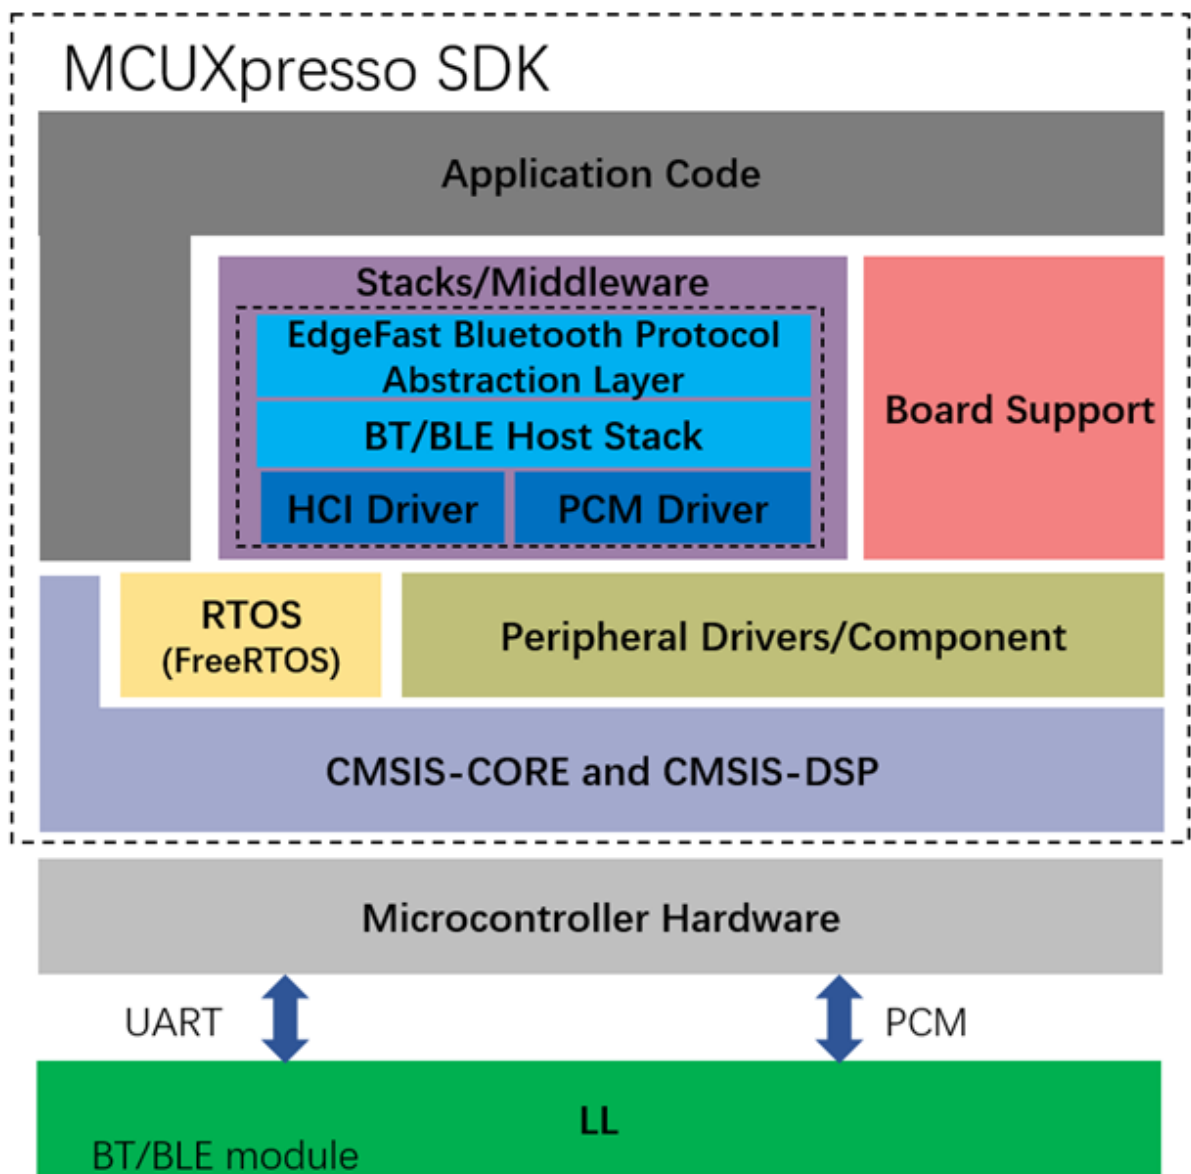 MCUXpresso SDK
Application Code
Stacks/Middleware
EdgeFast Bluetooth Protocol
Abstraction Layer
BT/BLE Host Stack
HCI Driver
PCM Driver
Board Support
RTOS
(FreeRTOS)
Peripheral Drivers/Component
CMSIS-CORE and CMSIS-DSP
Microcontroller Hardware
UART
PCM
LL
BT/BLE module